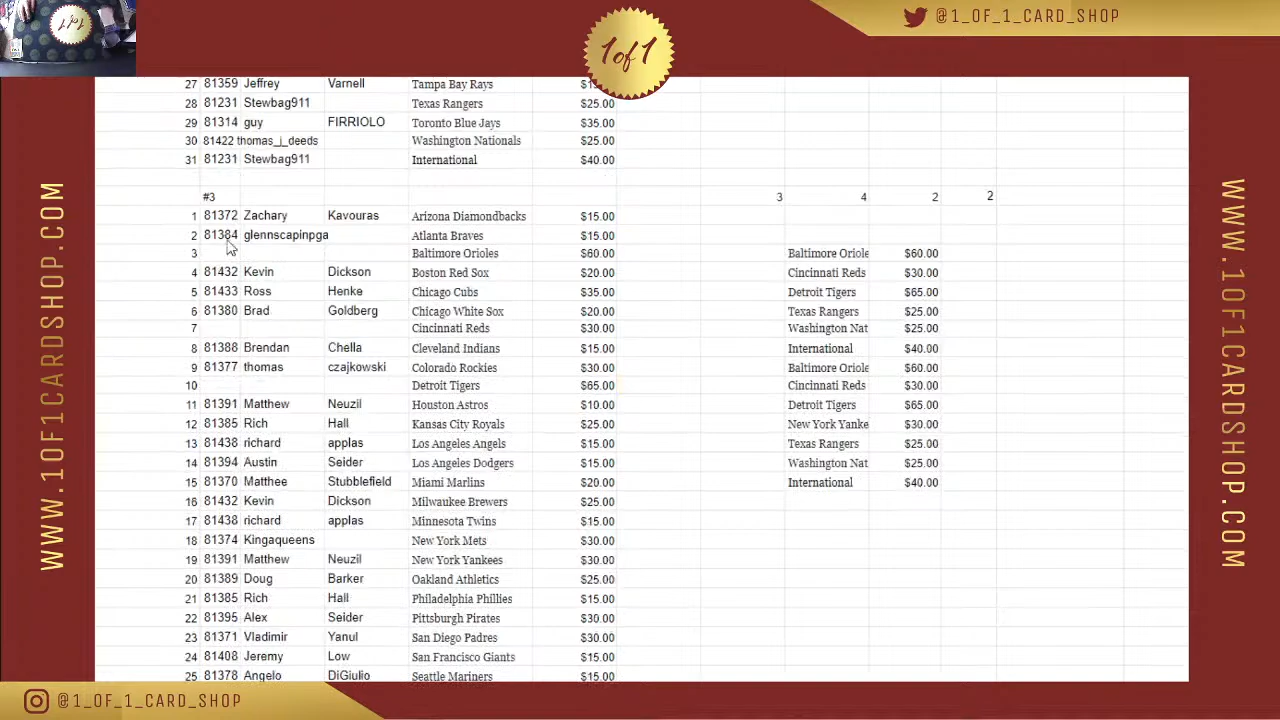 1of1
@1_OF_1_CARD_SHOP
WWW.1OF1CARDSHOP.COM
27 81359 Jeffrey Varnell Tampa Bay Rays
28 81231 Stewbag911 Texas Rangers $25.00
29 81314 guy FIRRIOLO Toronto Blue Jays $35.00
30 81422 thomas_j_deeds Washington Nationals $25.00
31 81231 Stewbag911 International $40.00
#3 3 4 2 2
1 81372 Zachary Kavouras Arizona Diamondbacks $15.00
2 81384 glennscapinpga Atlanta Braves $15.00
3 Baltimore Orioles $60.00 Baltimore Oriole $60.00
4 81432 Kevin Dickson Boston Red Sox $20.00 Cincinnati Reds $30.00
5 81433 Ross Henke Chicago Cubs $35.00 Detroit Tigers $65.00
6 81380 Brad Goldberg Chicago White Sox $20.00 Texas Rangers $25.00
7 Cincinnati Reds $30.00 Washington Nat $25.00
8 81388 Brendan Chella Cleveland Indians $15.00 International $40.00
9 81377 thomas czajkowski Colorado Rockies $30.00 Baltimore Oriole $60.00
10 Detroit Tigers $65.00 Cincinnati Reds $30.00
11 81391 Matthew Neuzil Houston Astros $10.00 Detroit Tigers $65.00
12 81385 Rich Hall Kansas City Royals $25.00 New York Yanke $30.00
13 81438 richard applas Los Angeles Angels $15.00 Texas Rangers $25.00
14 81394 Austin Seider Los Angeles Dodgers $15.00 Washington Nat $25.00
15 81370 Matthee Stubblefield Miami Marlins $20.00 International $40.00
16 81432 Kevin Dickson Milwaukee Brewers $25.00
17 81438 richard applas Minnesota Twins $15.00
18 81374 Kingaqueens New York Mets $30.00
19 81391 Matthew Neuzil New York Yankees $30.00
20 81389 Doug Barker Oakland Athletics $25.00
21 81385 Rich Hall Philadelphia Phillies $15.00
22 81395 Alex Seider Pittsburgh Pirates $30.00
23 81371 Vladimir Yanul San Diego Padres $30.00
24 81408 Jeremy Low San Francisco Giants $15.00
25 81378 Angelo DiGiulio Seattle Mariners $15.00
WWW.1OF1CARDSHOP.COM
@1_OF_1_CARD_SHOP